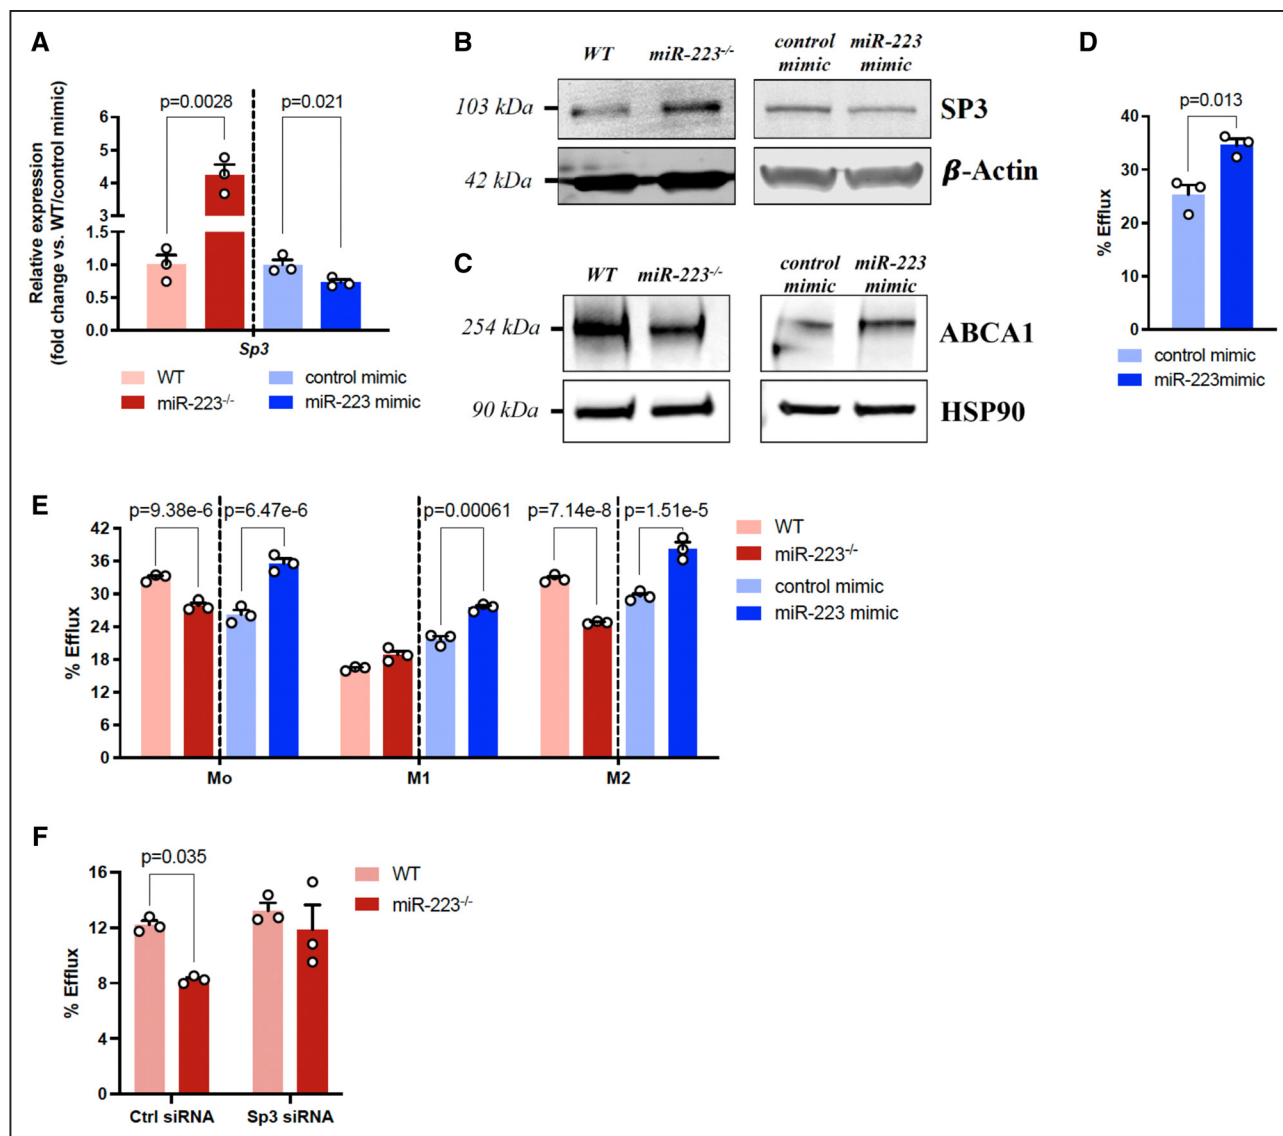 A
Relative expression
(fold change vs. WT/control mimic)
p=0.0028
p=0.021
6
5
4
3
1.5
1.0
0.5
0.0
Sp3
WT
control mimic
miR-223-/-
miR-223 mimic
B
WT
miR-223-/-
control
mimic
miR-223
mimic
103 kDa
SP3
42 kDa
β-Actin
C
WT
miR-223-/-
control
mimic
miR-223
mimic
254 kDa
ABCA1
90 kDa
HSP90
D
p=0.013
% Efflux
40
30
20
10
0
control mimic
miR-223mimic
E
p=9.38e-6
p=6.47e-6
p=0.00061
p=7.14e-8
p=1.51e-5
% Efflux
42
36
30
24
18
12
6
0
Mo
M1
M2
WT
miR-223-/-
control mimic
miR-223 mimic
F
p=0.035
% Efflux
16
12
8
4
0
Ctrl siRNA
Sp3 siRNA
WT
miR-223-/-